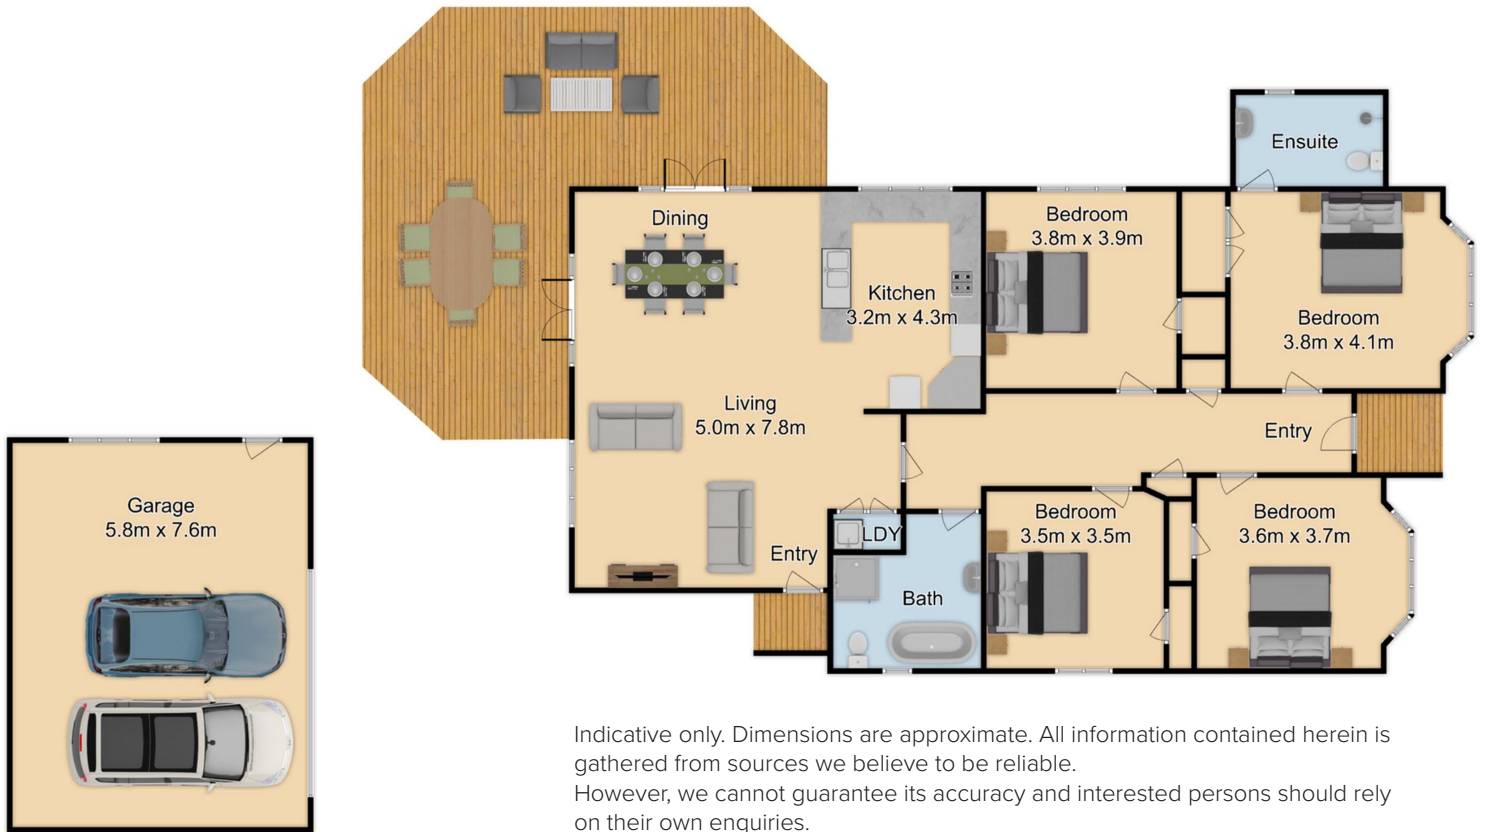 Ensuite
Dining
Bedroom
3.8m x 3.9m
Kitchen
3.2m x 4.3m
Bedroom
3.8m x 4.1m
Living
5.0m x 7.8m
Entry
Garage
5.8m x 7.6m
LDY
Bedroom
3.5m x 3.5m
Bedroom
3.6m x 3.7m
Entry
Bath
Indicative only. Dimensions are approximate. All information contained herein is
gathered from sources we believe to be reliable.
However, we cannot guarantee its accuracy and interested persons should rely
on their own enquiries.